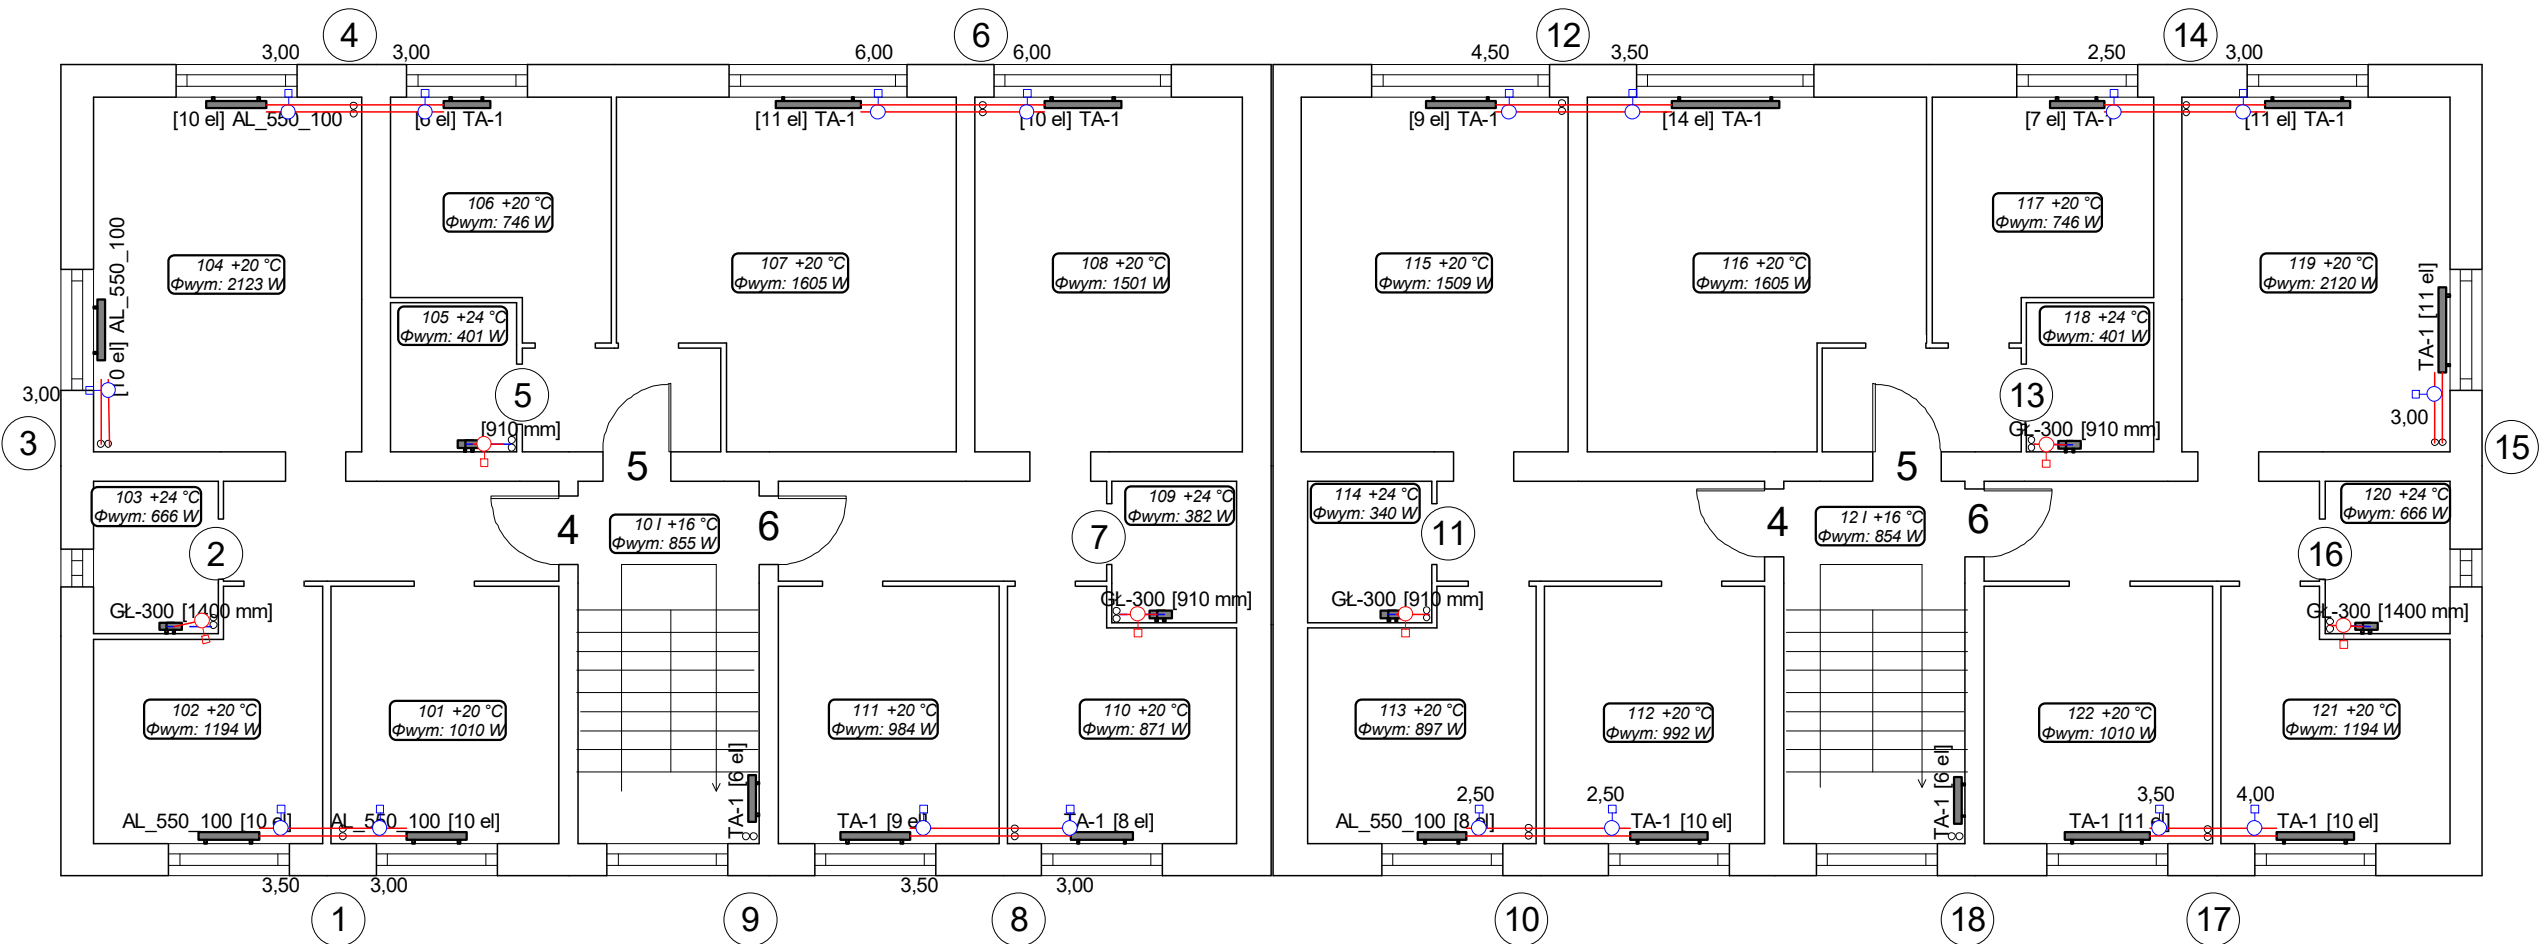 4
6
12
14
3,00
3,00
6,00
6,00
4,50
3,50
2,50
3,00
[10 el] AL_550_100
[6 el] TA-1
[11 el] TA-1
[10 el] TA-1
[9 el] TA-1
[14 el] TA-1
[7 el] TA-1
[11 el] TA-1
106 +20 °C
Φwym: 746 W
117 +20 °C
Φwym: 746 W
[10 el] AL_550_100
104 +20 °C
Φwym: 2123 W
107 +20 °C
Φwym: 1605 W
108 +20 °C
Φwym: 1501 W
115 +20 °C
Φwym: 1509 W
116 +20 °C
Φwym: 1605 W
119 +20 °C
Φwym: 2120 W
TA-1 [11 el]
105 +24 °C
Φwym: 401 W
118 +24 °C
Φwym: 401 W
3,00
5
13
3,00
3
[910 mm]
GŁ-300 [910 mm]
15
5
5
103 +24 °C
Φwym: 666 W
109 +24 °C
Φwym: 382 W
114 +24 °C
Φwym: 340 W
120 +24 °C
Φwym: 666 W
4
10 I +16 °C
Φwym: 855 W
6
7
11
4
12 I +16 °C
Φwym: 854 W
6
2
16
GŁ-300 [1400 mm]
GŁ-300 [910 mm]
GŁ-300 [910 mm]
GŁ-300 [1400 mm]
102 +20 °C
Φwym: 1194 W
101 +20 °C
Φwym: 1010 W
111 +20 °C
Φwym: 984 W
110 +20 °C
Φwym: 871 W
113 +20 °C
Φwym: 897 W
112 +20 °C
Φwym: 992 W
122 +20 °C
Φwym: 1010 W
121 +20 °C
Φwym: 1194 W
TA-1 [6 el]
TA-1 [6 el]
2,50
2,50
3,50
4,00
AL_550_100 [10 el]
AL_550_100 [10 el]
TA-1 [9 el]
TA-1 [8 el]
AL_550_100 [8 el]
TA-1 [10 el]
TA-1 [11 el]
TA-1 [10 el]
3,50
3,00
3,50
3,00
1
9
8
10
18
17